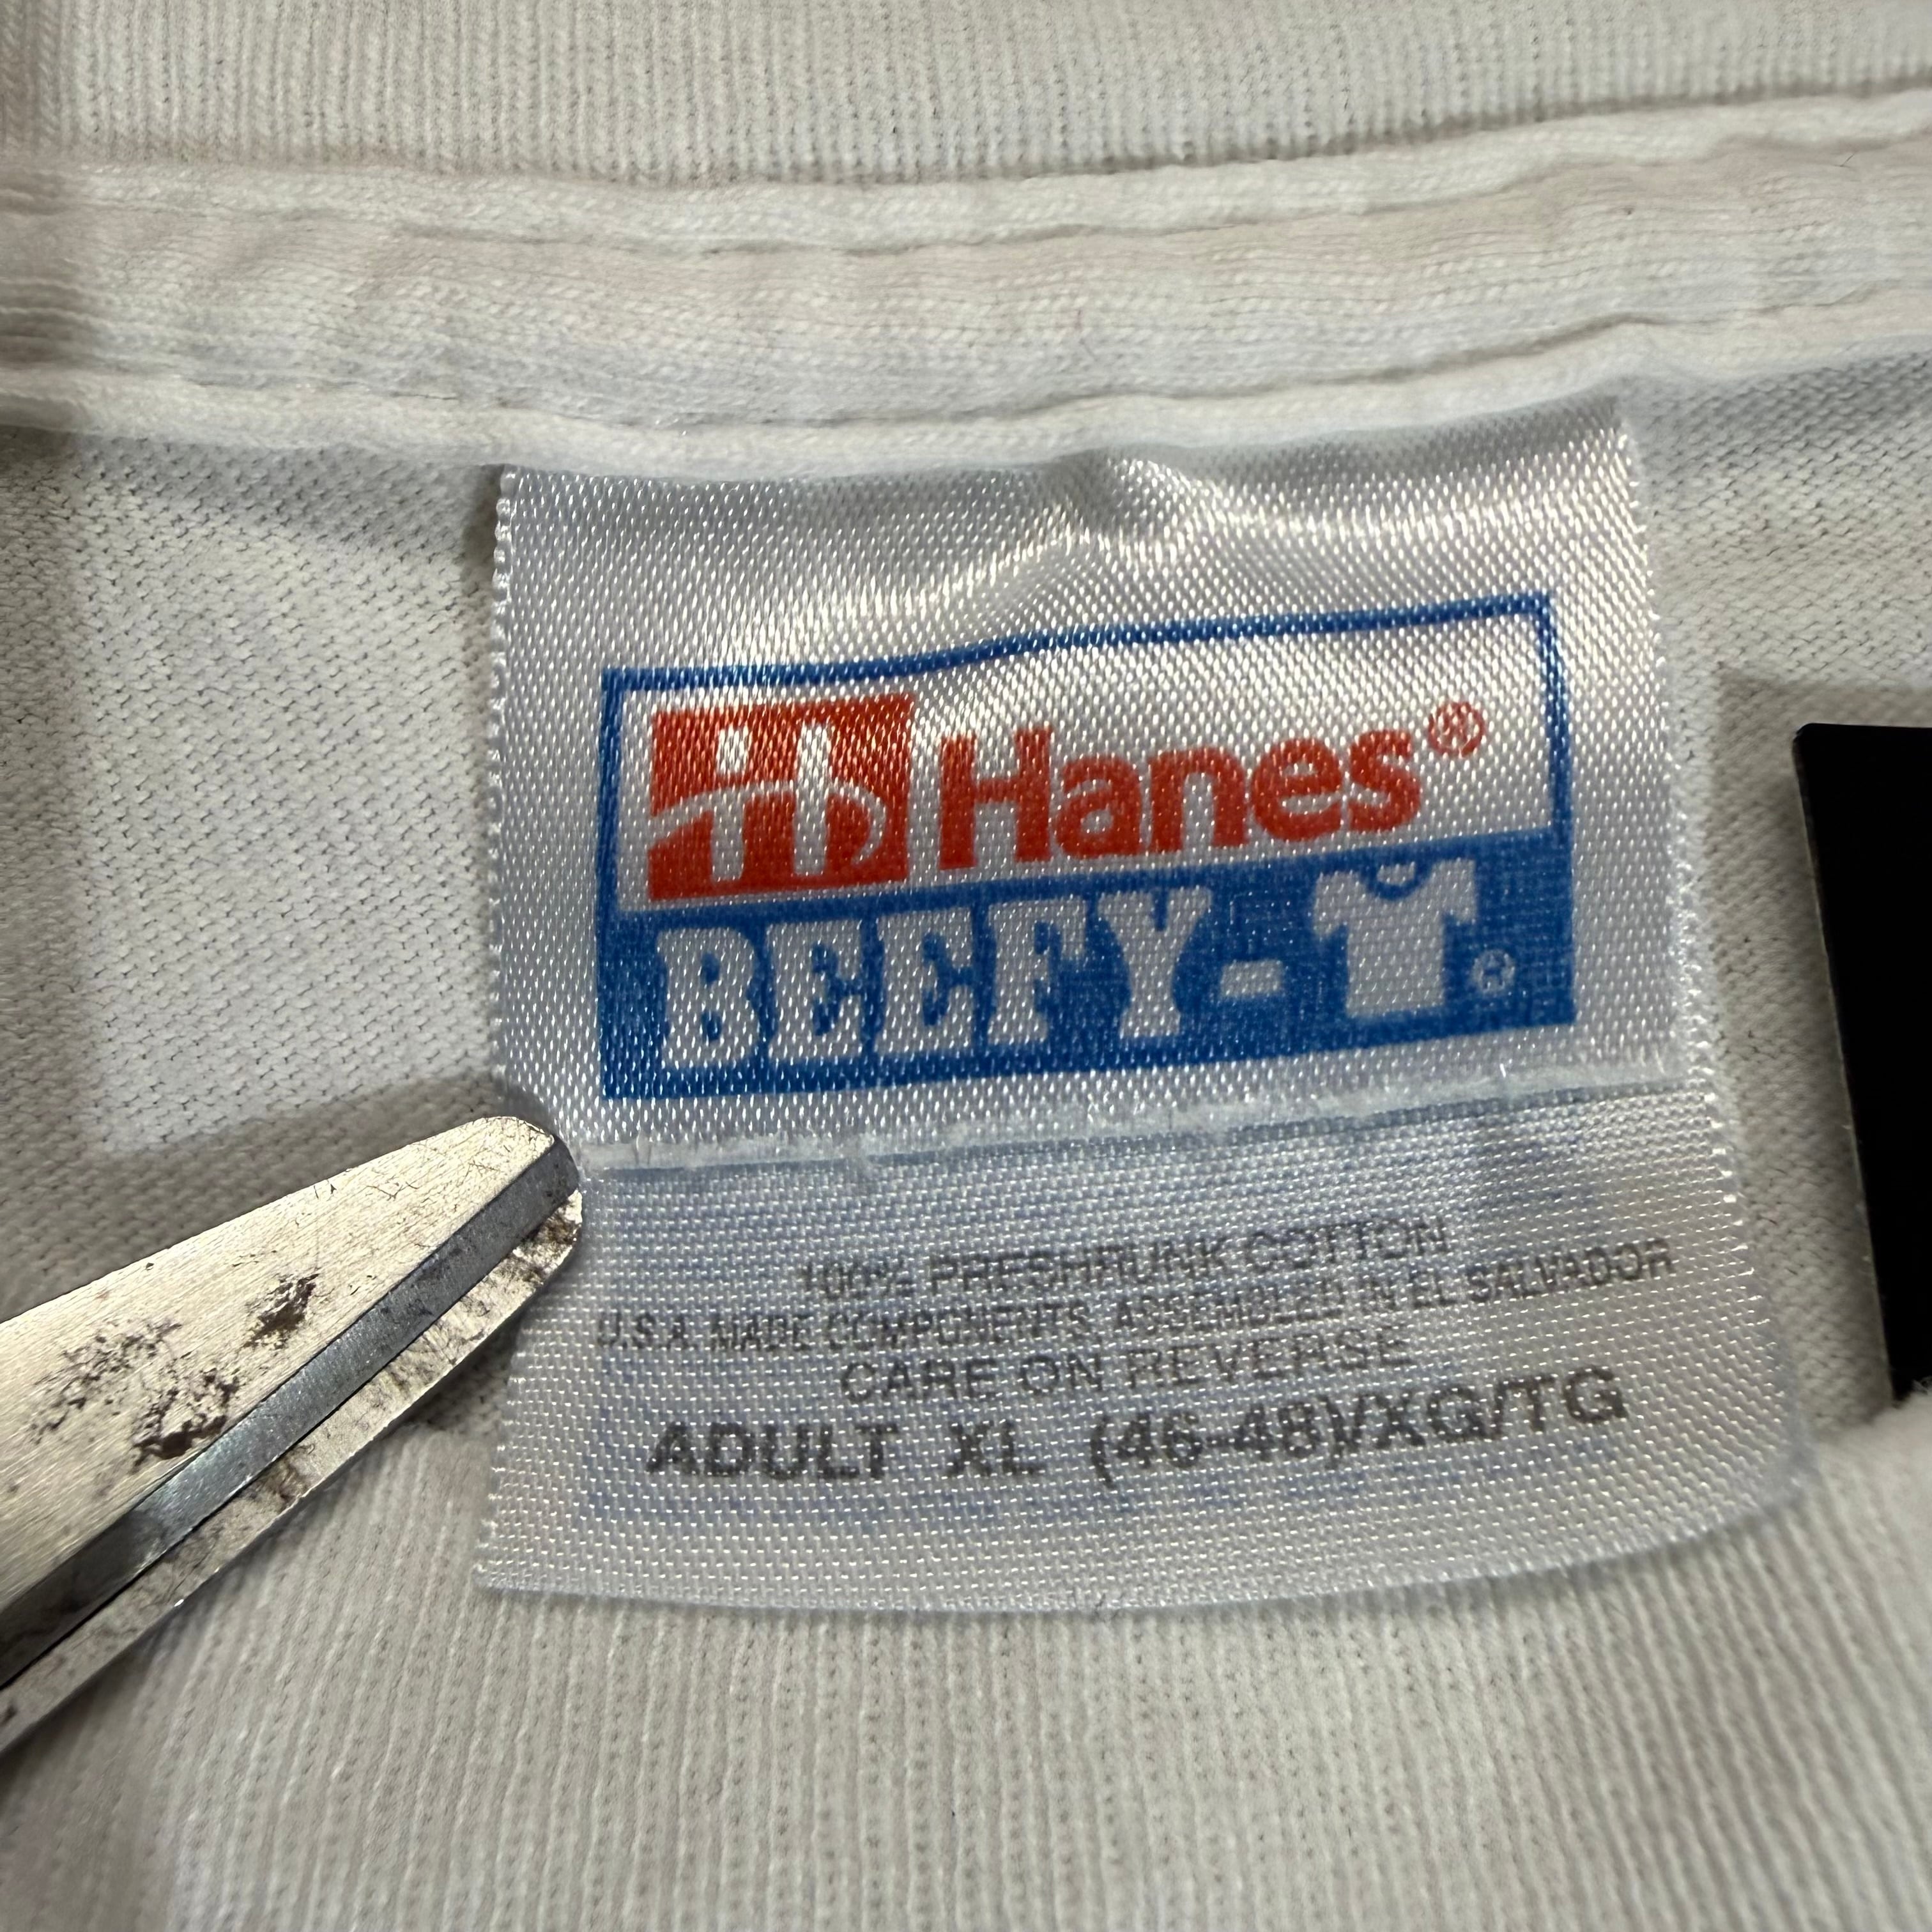 H Hanes®
BEEFY-T®
100% PRESHRUNK COTTON
U.S.A. MADE COMPONENTS, ASSEMBLED IN EL SALVADOR
CARE ON REVERSE
ADULT XL (46-48)/XG/TG